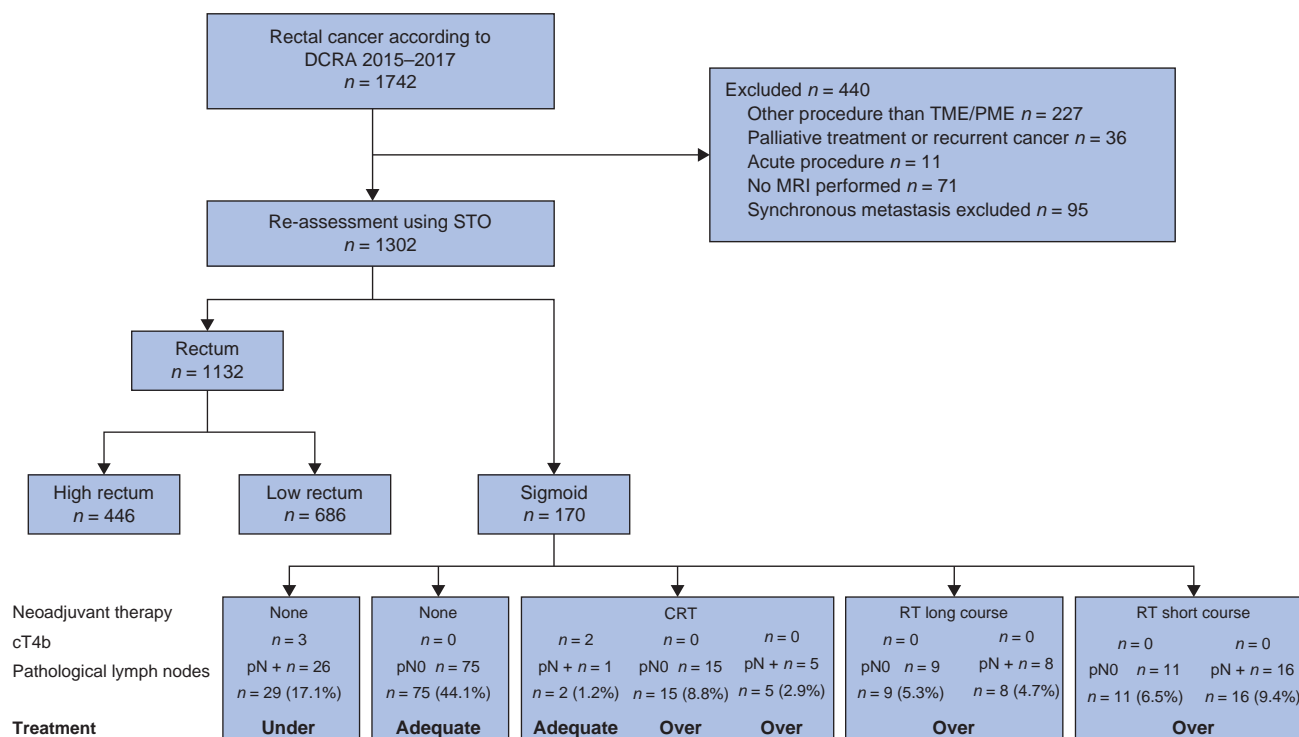 Rectal cancer according to
DCRA 2015–2017
n = 1742
Excluded n = 440
Other procedure than TME/PME n = 227
Palliative treatment or recurrent cancer n = 36
Acute procedure n = 11
No MRI performed n = 71
Synchronous metastasis excluded n = 95
Re-assessment using STO
n = 1302
Rectum
n = 1132
High rectum
n = 446
Low rectum
n = 686
Sigmoid
n = 170
Neoadjuvant therapy None None CRT RT long course RT short course
cT4b n = 3 n = 0 n = 2 n = 0 n = 0 n = 0 n = 0 n = 0 n = 0
Pathological lymph nodes pN + n = 26 pN0 n = 75 pN + n = 1 pN0 n = 15 pN + n = 5 pN0 n = 9 pN + n = 8 pN0 n = 11 pN + n = 16
n = 29 (17.1%) n = 75 (44.1%) n = 2 (1.2%) n = 15 (8.8%) n = 5 (2.9%) n = 9 (5.3%) n = 8 (4.7%) n = 11 (6.5%) n = 16 (9.4%)
Treatment Under Adequate Adequate Over Over Over Over